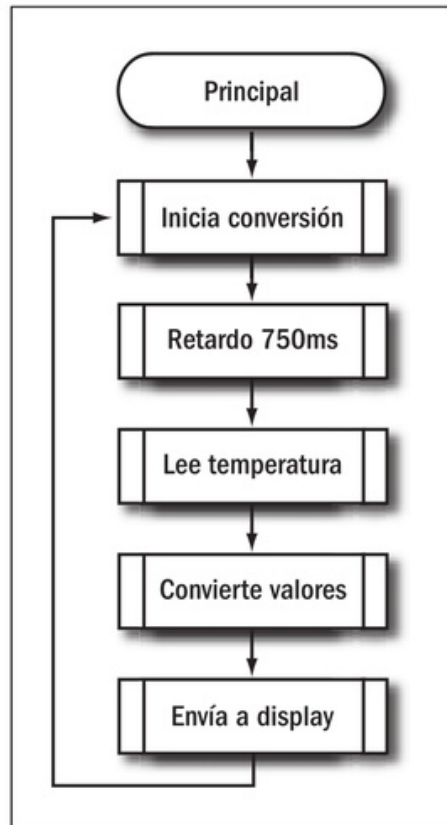 Principal
Inicia conversión
Retardo 750ms
Lee temperatura
Convierte valores
Envía a display